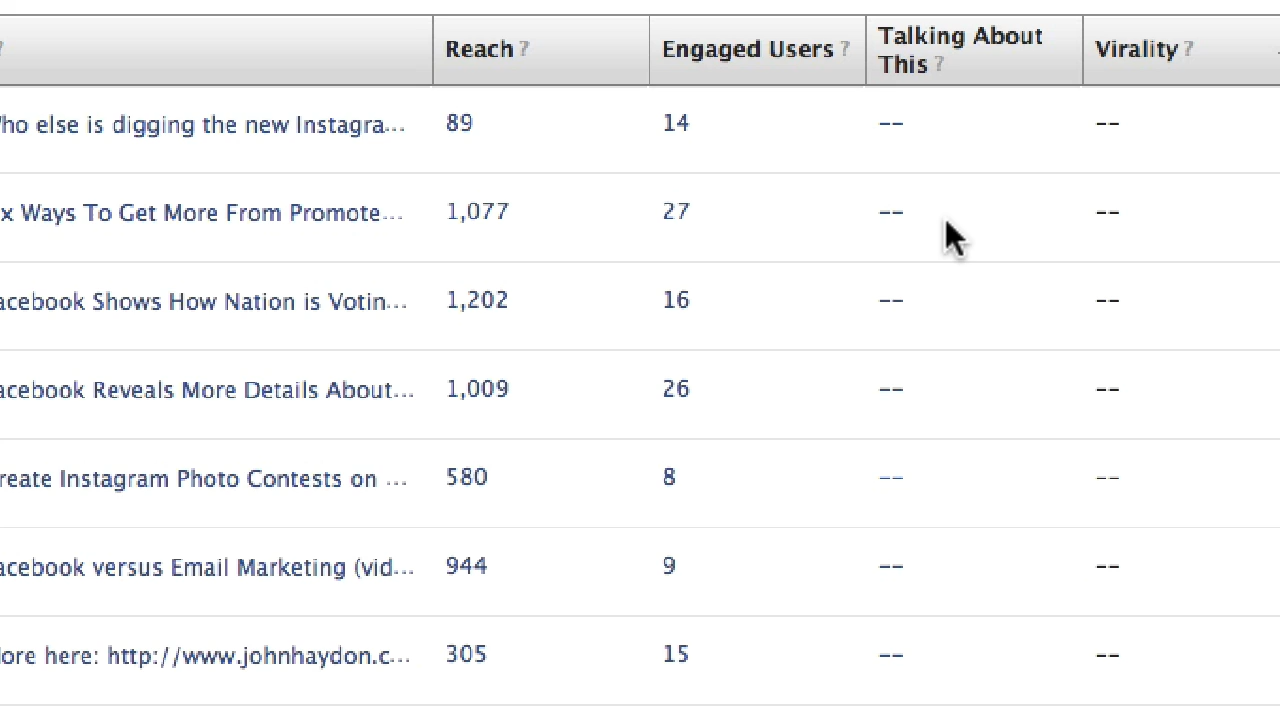 ? Reach ? Engaged Users ? Talking About This ? Virality ?
ho else is digging the new Instagra... 89 14 -- --
x Ways To Get More From Promote... 1,077 27 -- --
acebook Shows How Nation is Votin... 1,202 16 -- --
acebook Reveals More Details About... 1,009 26 -- --
reate Instagram Photo Contests on ... 580 8 -- --
acebook versus Email Marketing (vid... 944 9 -- --
ore here: http://www.johnhaydon.c... 305 15 -- --